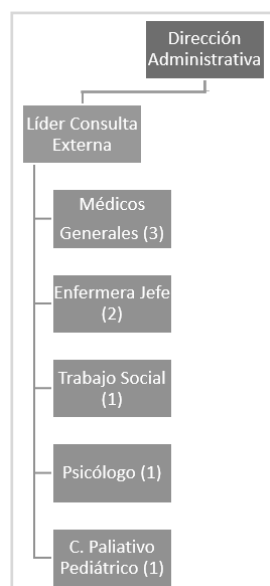 Dirección
Administrativa
Líder Consulta
Externa
Médicos
Generales (3)
Enfermera Jefe
(2)
Trabajo Social
(1)
Psicólogo (1)
C. Paliativo
Pediátrico (1)